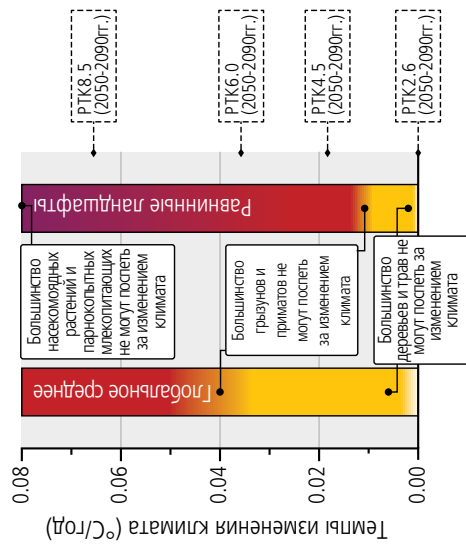 Темпы изменения климата (°C/год)
0.08
0.06
0.04
0.02
0.00
Глобальное среднее
Равнинные ландшафты
Большинство
насекомоядных
растений и
парнокопытных
млекопитающих
не могут поспеть
за изменением
климата
Большинство
грызунов и
приматов не
могут поспеть
за изменением
климата
Большинство
деревьев и трав не
могут поспеть за
изменением
климата
РТК8.5
(2050-2090гг.)
РТК6.0
(2050-2090гг.)
РТК4.5
(2050-2090гг.)
РТК2.6
(2050-2090гг.)